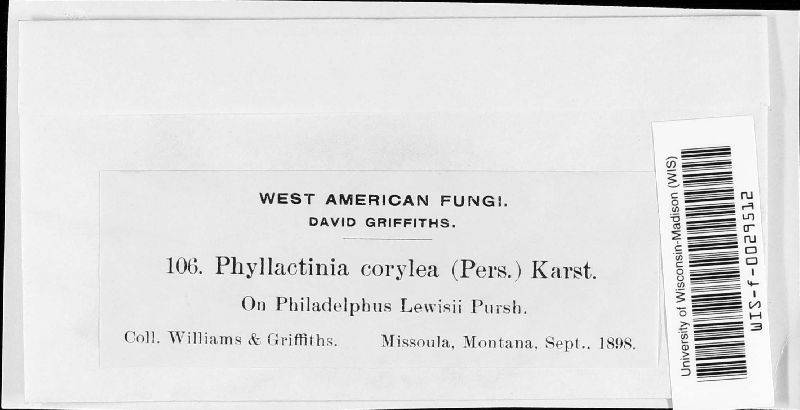 WEST AMERICAN FUNGI.
DAVID GRIFFITHS.
106. Phyllactinia corylea (Pers.) Karst.
On Philadelphus Lewisii Pursh.
Coll. Williams & Griffiths. Missoula, Montana, Sept., 1898.
University of Wisconsin-Madison (WIS)
WIS-f-0029512